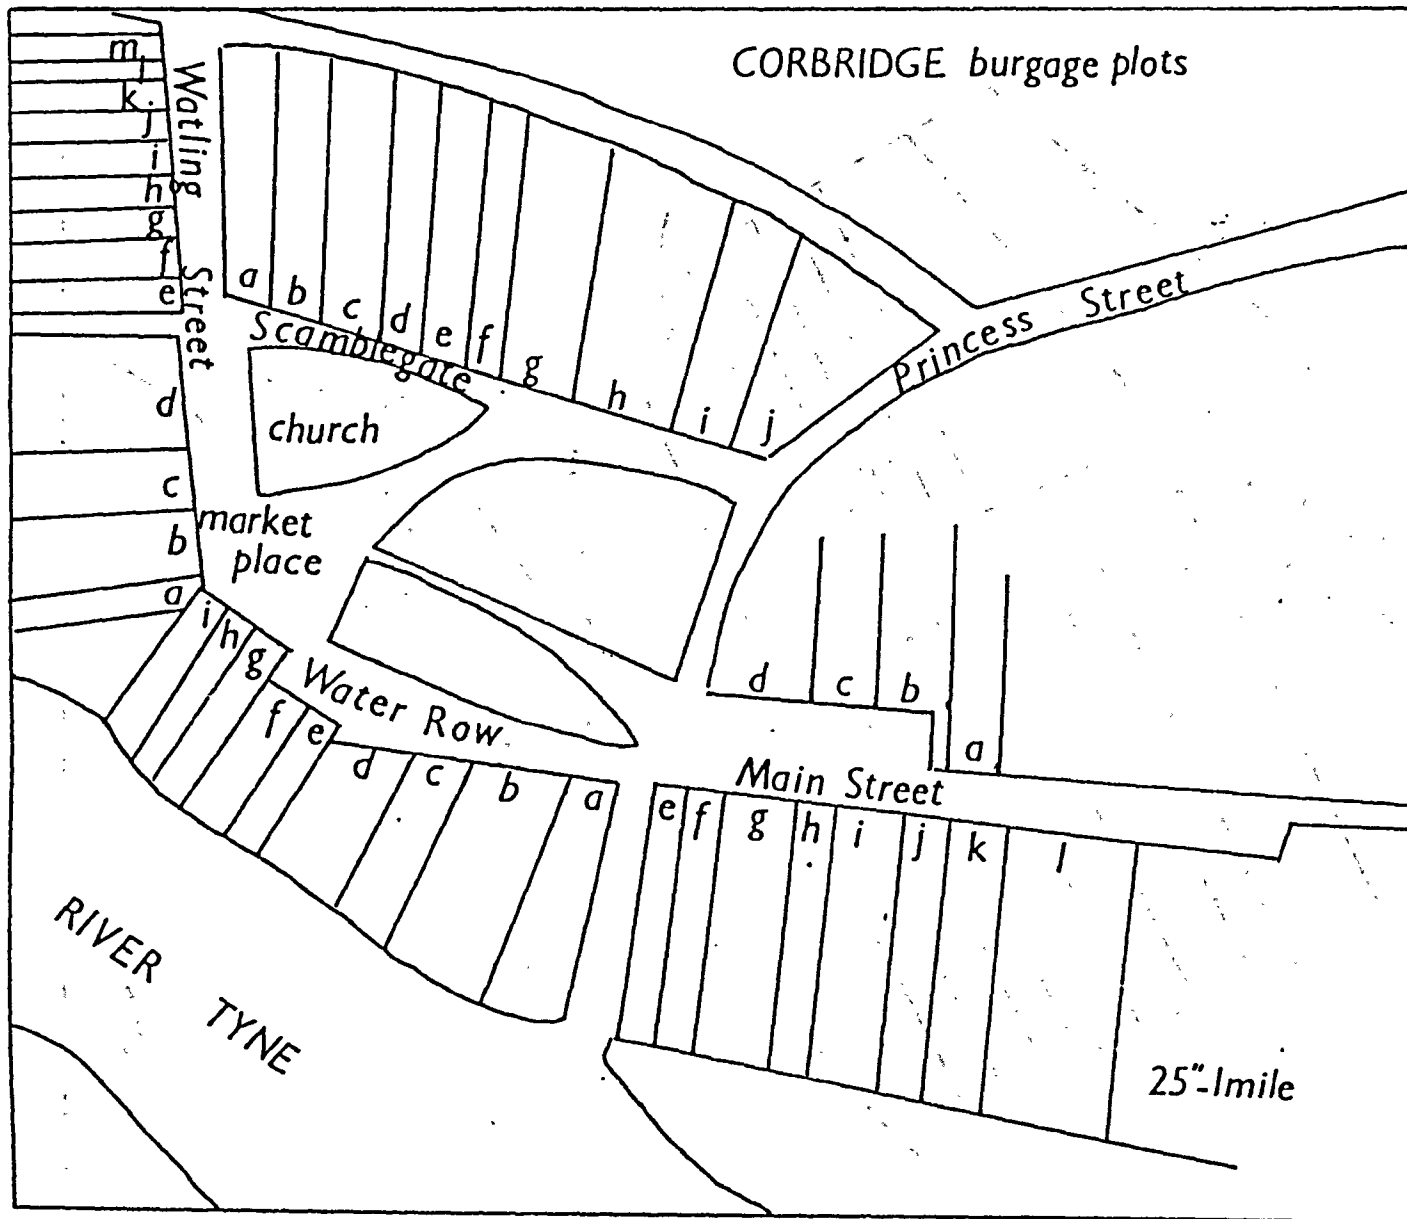 CORBRIDGE burgage plots
m
l
k
j
i
h
g
f
e
d
c
b
a
Watling Street
a
b
c
d
e
f
g
h
i
j
Scamblegate
Princess Street
church
market
place
i
h
g
f
e
d
c
b
a
Water Row
d
c
b
a
Main Street
e
f
g
h
i
j
k
l
RIVER TYNE
25"-1mile